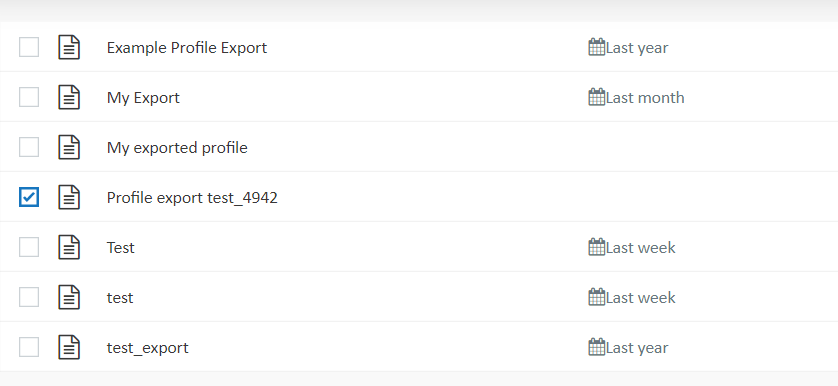 Example Profile Export Last year
My Export Last month
My exported profile
Profile export test_4942
Test Last week
test Last week
test_export Last year